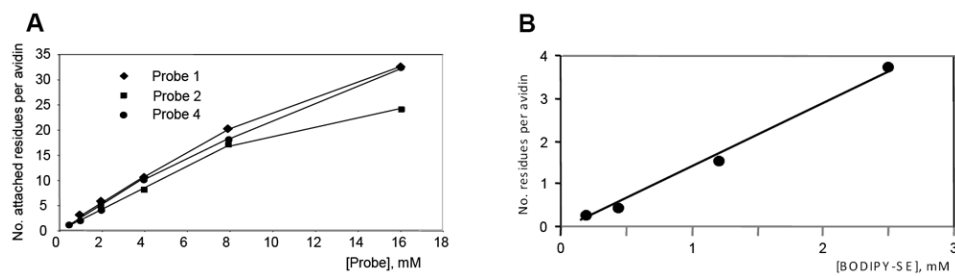 A
No. attached residues per avidin
35
30
25
20
15
10
5
0
Probe 1
Probe 2
Probe 4
0 2 4 6 8 10 12 14 16 18
[Probe], mM
B
No. residues per avidin
4
3
2
1
0
0 1 2 3
[BODIPY-SE], mM